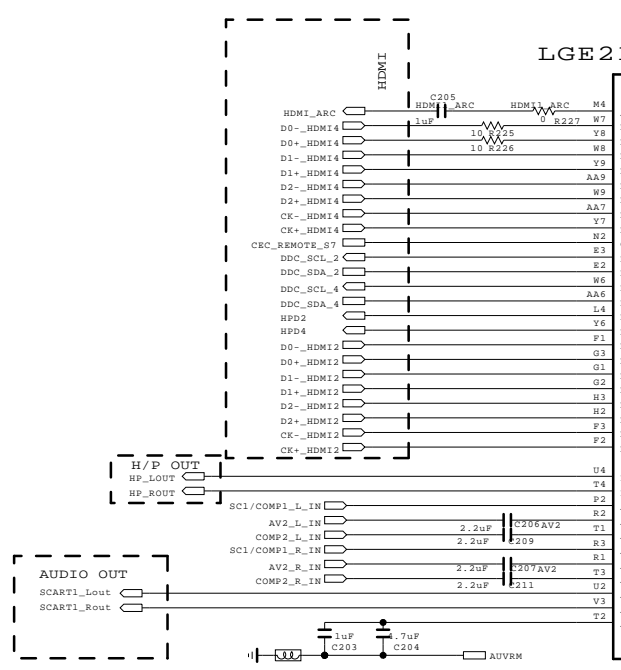 HDMI
LGE21
C205
HDMI_ARC
HDMI1_ARC
HDMI1_ARC
M4
1uF
0 R227
D0-_HDMI4
W7
D0+_HDMI4
10 R225
Y8
D1-_HDMI4
10 R226
W8
D1+_HDMI4
Y9
D2-_HDMI4
AA9
D2+_HDMI4
W9
CK-_HDMI4
AA7
CK+_HDMI4
Y7
CEC_REMOTE_S7
N2
DDC_SCL_2
E3
DDC_SDA_2
E2
DDC_SCL_4
W6
DDC_SDA_4
AA6
HPD2
L4
HPD4
Y6
D0-_HDMI2
F1
D0+_HDMI2
G3
D1-_HDMI2
G1
D1+_HDMI2
G2
D2-_HDMI2
H3
D2+_HDMI2
H2
CK-_HDMI2
F3
CK+_HDMI2
F2
H/P OUT
HP_LOUT
U4
HP_ROUT
T4
SC1/COMP1_L_IN
P2
AV2_L_IN
C206 AV2
R2
COMP2_L_IN
2.2uF
C209
T1
SC1/COMP1_R_IN
2.2uF
R3
AV2_R_IN
R1
COMP2_R_IN
2.2uF
C207 AV2
T3
2.2uF
C211
AUDIO OUT
SCART1_Lout
U2
SCART1_Rout
V3
T2
1uF
4.7uF
C203
C204
AUVRM